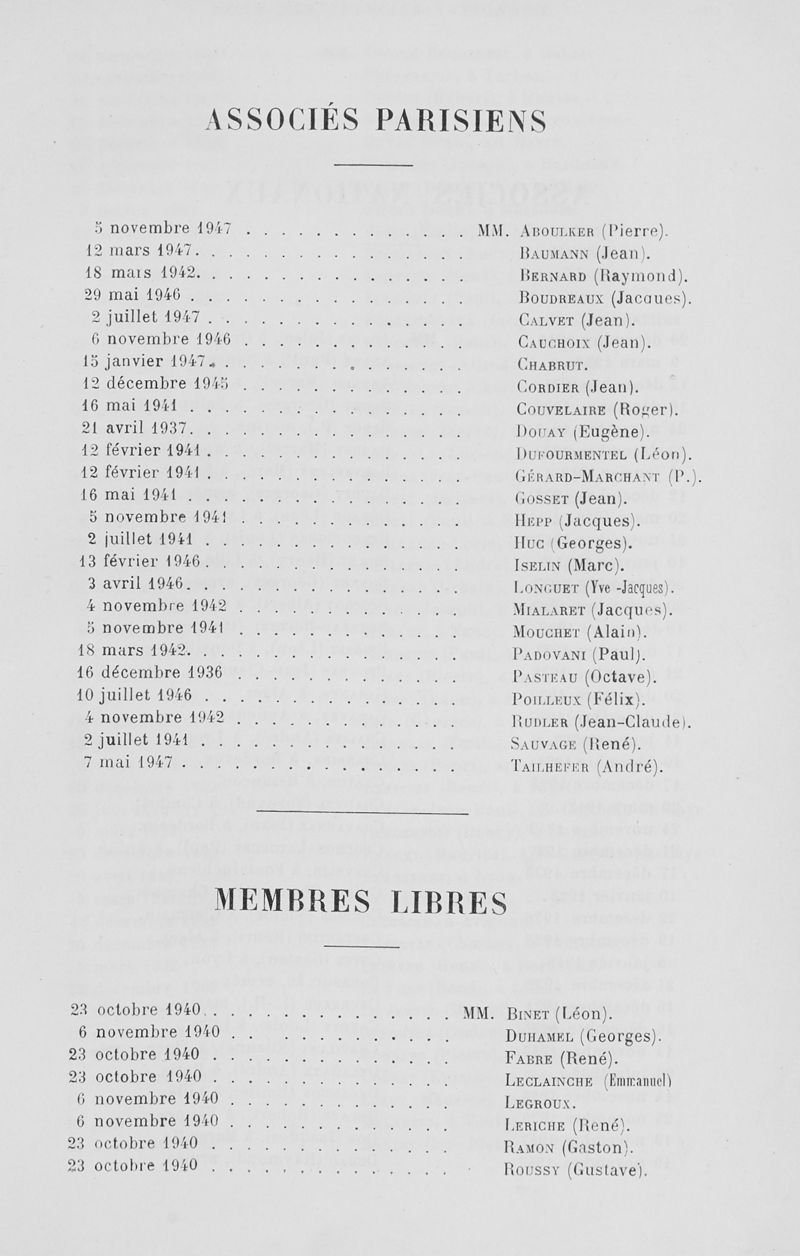 ASSOCIÉS PARISIENS
5 novembre 1947 . . . . . . . . . . . . . MM. ABOULKER (Pierre).
12 mars 1947. . . . . . . . . . . . . . . . BAUMANN (Jean).
18 mars 1942. . . . . . . . . . . . . . . . BERNARD (Raymond).
29 mai 1946 . . . . . . . . . . . . . . . . BOUDREAUX (Jacques).
2 juillet 1947 . . . . . . . . . . . . . . . CALVET (Jean).
6 novembre 1946 . . . . . . . . . . . . . CAUCHOIX (Jean).
15 janvier 1947. . . . . . . . . . . . . . . CHABRUT.
12 décembre 1945 . . . . . . . . . . . . . CORDIER (Jean).
16 mai 1941 . . . . . . . . . . . . . . . . COUVELAIRE (Roger).
21 avril 1937. . . . . . . . . . . . . . . . DOUAY (Eugène).
12 février 1941 . . . . . . . . . . . . . . . DUFOURMENTEL (Léon).
12 février 1941 . . . . . . . . . . . . . . . GÉRARD-MARCHANT (P.).
16 mai 1941 . . . . . . . . . . . . . . . . GOSSET (Jean).
5 novembre 1941 . . . . . . . . . . . . . HEPP (Jacques).
2 juillet 1941 . . . . . . . . . . . . . . . HUC (Georges).
13 février 1946 . . . . . . . . . . . . . . . ISELIN (Marc).
3 avril 1946. . . . . . . . . . . . . . . . LONGUET (Yve -Jacques).
4 novembre 1942 . . . . . . . . . . . . . MIALARET (Jacques).
5 novembre 1941 . . . . . . . . . . . . . MOUCHET (Alain).
18 mars 1942. . . . . . . . . . . . . . . . PADOVANI (Paul).
16 décembre 1936 . . . . . . . . . . . . . PASTEAU (Octave).
10 juillet 1946 . . . . . . . . . . . . . . . POILLEUX (Félix).
4 novembre 1942 . . . . . . . . . . . . . RUDLER (Jean-Claude).
2 juillet 1941 . . . . . . . . . . . . . . . SAUVAGE (René).
7 mai 1947 . . . . . . . . . . . . . . . . TAILHEFER (André).
MEMBRES LIBRES
23 octobre 1940. . . . . . . . . . . . . . . MM. BINET (Léon).
6 novembre 1940 . . . . . . . . . . . . . DUHAMEL (Georges).
23 octobre 1940 . . . . . . . . . . . . . . FABRE (René).
23 octobre 1940 . . . . . . . . . . . . . . LECLAINCHE (Emmanuel)
6 novembre 1940 . . . . . . . . . . . . . LEGROUX.
6 novembre 1940 . . . . . . . . . . . . . LERICHE (René).
23 octobre 1940 . . . . . . . . . . . . . . RAMON (Gaston).
23 octobre 1940 . . . . . . . . . . . . . . ROUSSY (Gustave).